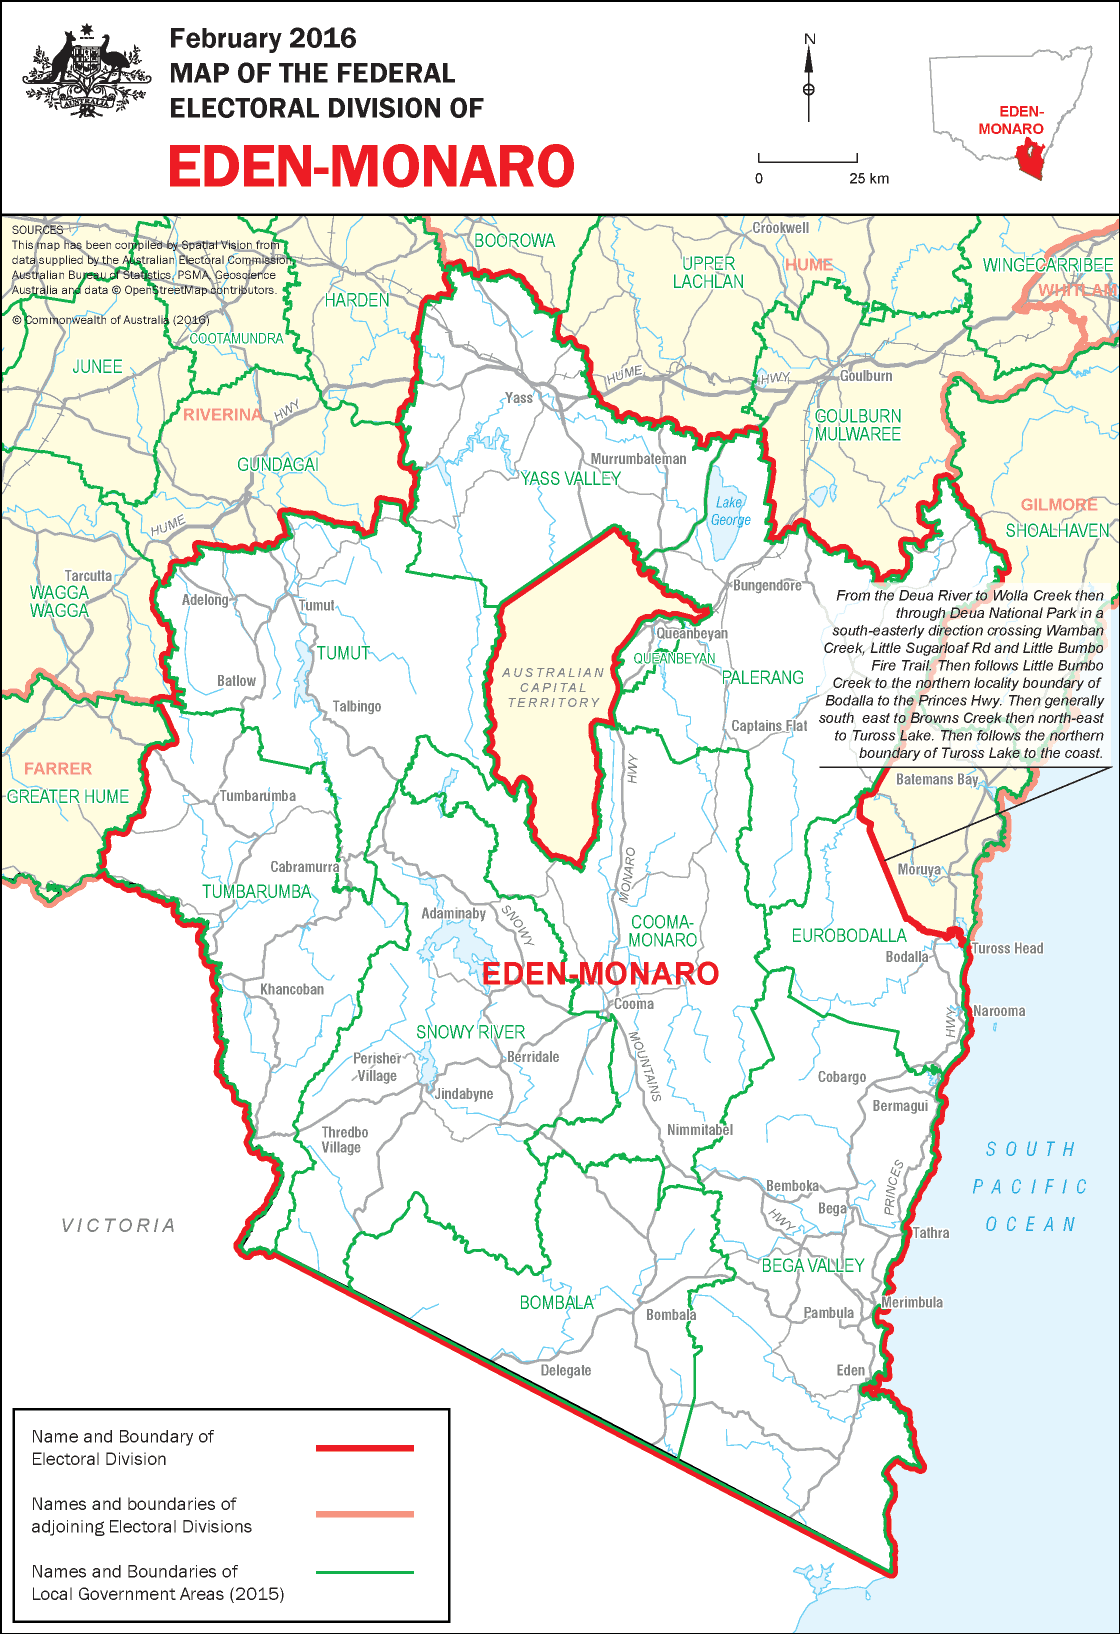 February 2016
MAP OF THE FEDERAL
ELECTORAL DIVISION OF
EDEN-MONARO
AUSTRALIA
N
0
25 km
EDEN-
MONARO
SOURCES
This map has been compiled by Spatial Vision from
data supplied by the Australian Electoral Commission,
Australian Bureau of Statistics, PSMA, Geoscience
Australia and data © OpenStreetMap contributors.
© Commonwealth of Australia (2016)
BOOROWA
Crookwell
UPPER
LACHLAN
HUME
WINGECARRIBEE
WHITLAM
HARDEN
COOTAMUNDRA
JUNEE
RIVERINA
HWY
GUNDAGAI
HUME
Yass
HUME
HWY
Goulburn
GOULBURN
MULWAREE
Murrumbateman
YASS VALLEY
Lake
George
GILMORE
SHOALHAVEN
Tarcutta
WAGGA
WAGGA
Adelong
Tumut
TUMUT
Batlow
Talbingo
Bungendore
Queanbeyan
QUEANBEYAN
PALERANG
Captains Flat
AUSTRALIAN
CAPITAL
TERRITORY
From the Deua River to Wolla Creek then
through Deua National Park in a
south-easterly direction crossing Wamban
Creek, Little Sugarloaf Rd and Little Bumbo
Fire Trail. Then follows Little Bumbo
Creek to the northern locality boundary of
Bodalla to the Princes Hwy. Then generally
south east to Browns Creek then north-east
to Tuross Lake. Then follows the northern
boundary of Tuross Lake to the coast.
FARRER
GREATER HUME
Tumbarumba
HWY
Batemans Bay
Cabramurra
TUMBARUMBA
MONARO
Moruya
Adaminaby
SNOWY
COOMA-
MONARO
EUROBODALLA
Bodalla
Tuross Head
EDEN-MONARO
Khancoban
Cooma
Narooma
HWY
SNOWY RIVER
Perisher
Village
Berridale
MOUNTAINS
Jindabyne
Cobargo
Bermagui
Thredbo
Village
Nimmitabel
SOUTH
PACIFIC
OCEAN
Bemboka
PRINCES
Bega
HWY
Tathra
VICTORIA
BEGA VALLEY
BOMBALA
Bombala
Pambula
Merimbula
Delegate
Eden
Name and Boundary of
Electoral Division
Names and boundaries of
adjoining Electoral Divisions
Names and Boundaries of
Local Government Areas (2015)